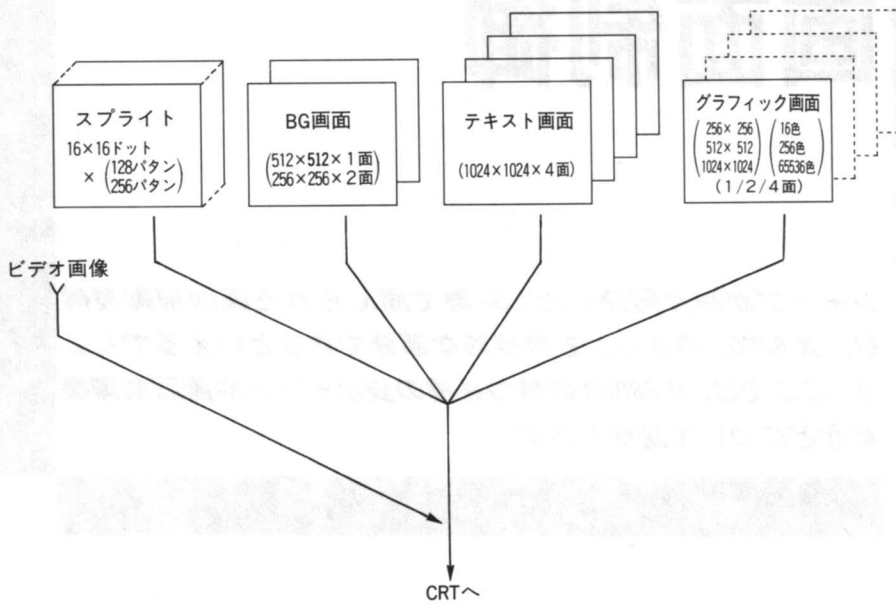 スプライト
16×16ドット
×(128パタン
256パタン)
BG画面
(512×512×1面
256×256×2面)
テキスト画面
(1024×1024×4面)
グラフィック画面
(256×256
512×512
1024×1024)
(16色
256色
65536色)
(1/2/4面)
ビデオ画像
CRTへ